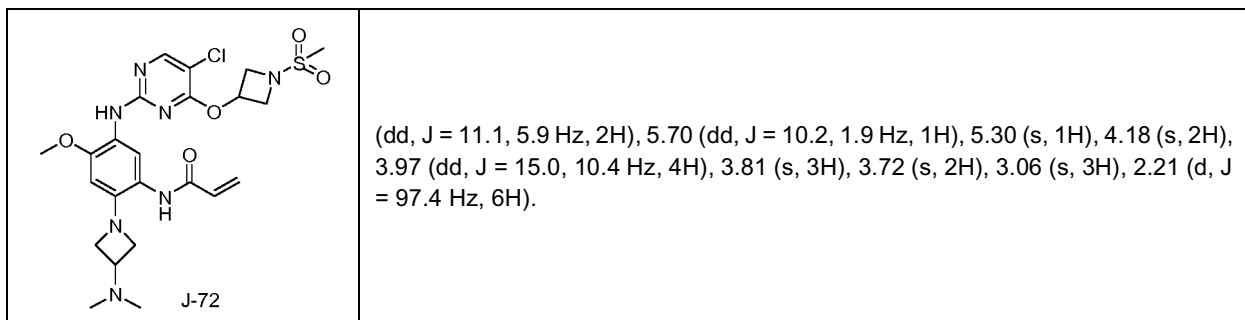 N
Cl
O
S
N
O
HN
N
O
O
O
N
H
N
N
J-72
(dd, J = 11.1, 5.9 Hz, 2H), 5.70 (dd, J = 10.2, 1.9 Hz, 1H), 5.30 (s, 1H), 4.18 (s, 2H),
3.97 (dd, J = 15.0, 10.4 Hz, 4H), 3.81 (s, 3H), 3.72 (s, 2H), 3.06 (s, 3H), 2.21 (d, J
= 97.4 Hz, 6H).